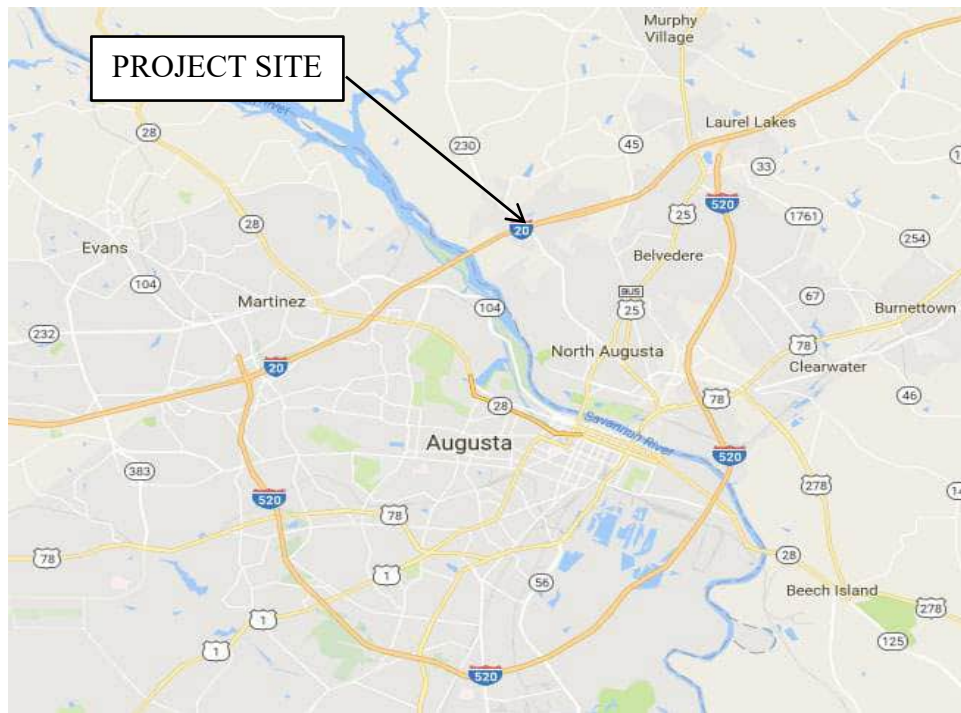 Murphy
Village
PROJECT SITE
River
28
230
45
Laurel Lakes
33
28
25
520
1761
20
254
Evans
Belvedere
104
Martinez
104
BUS
25
67
Burnettown
232
North Augusta
78
20
Clearwater
28
78
46
Savannah River
Augusta
520
383
520
78
278
78
1
28
56
Beech Island
1
278
1
125
520